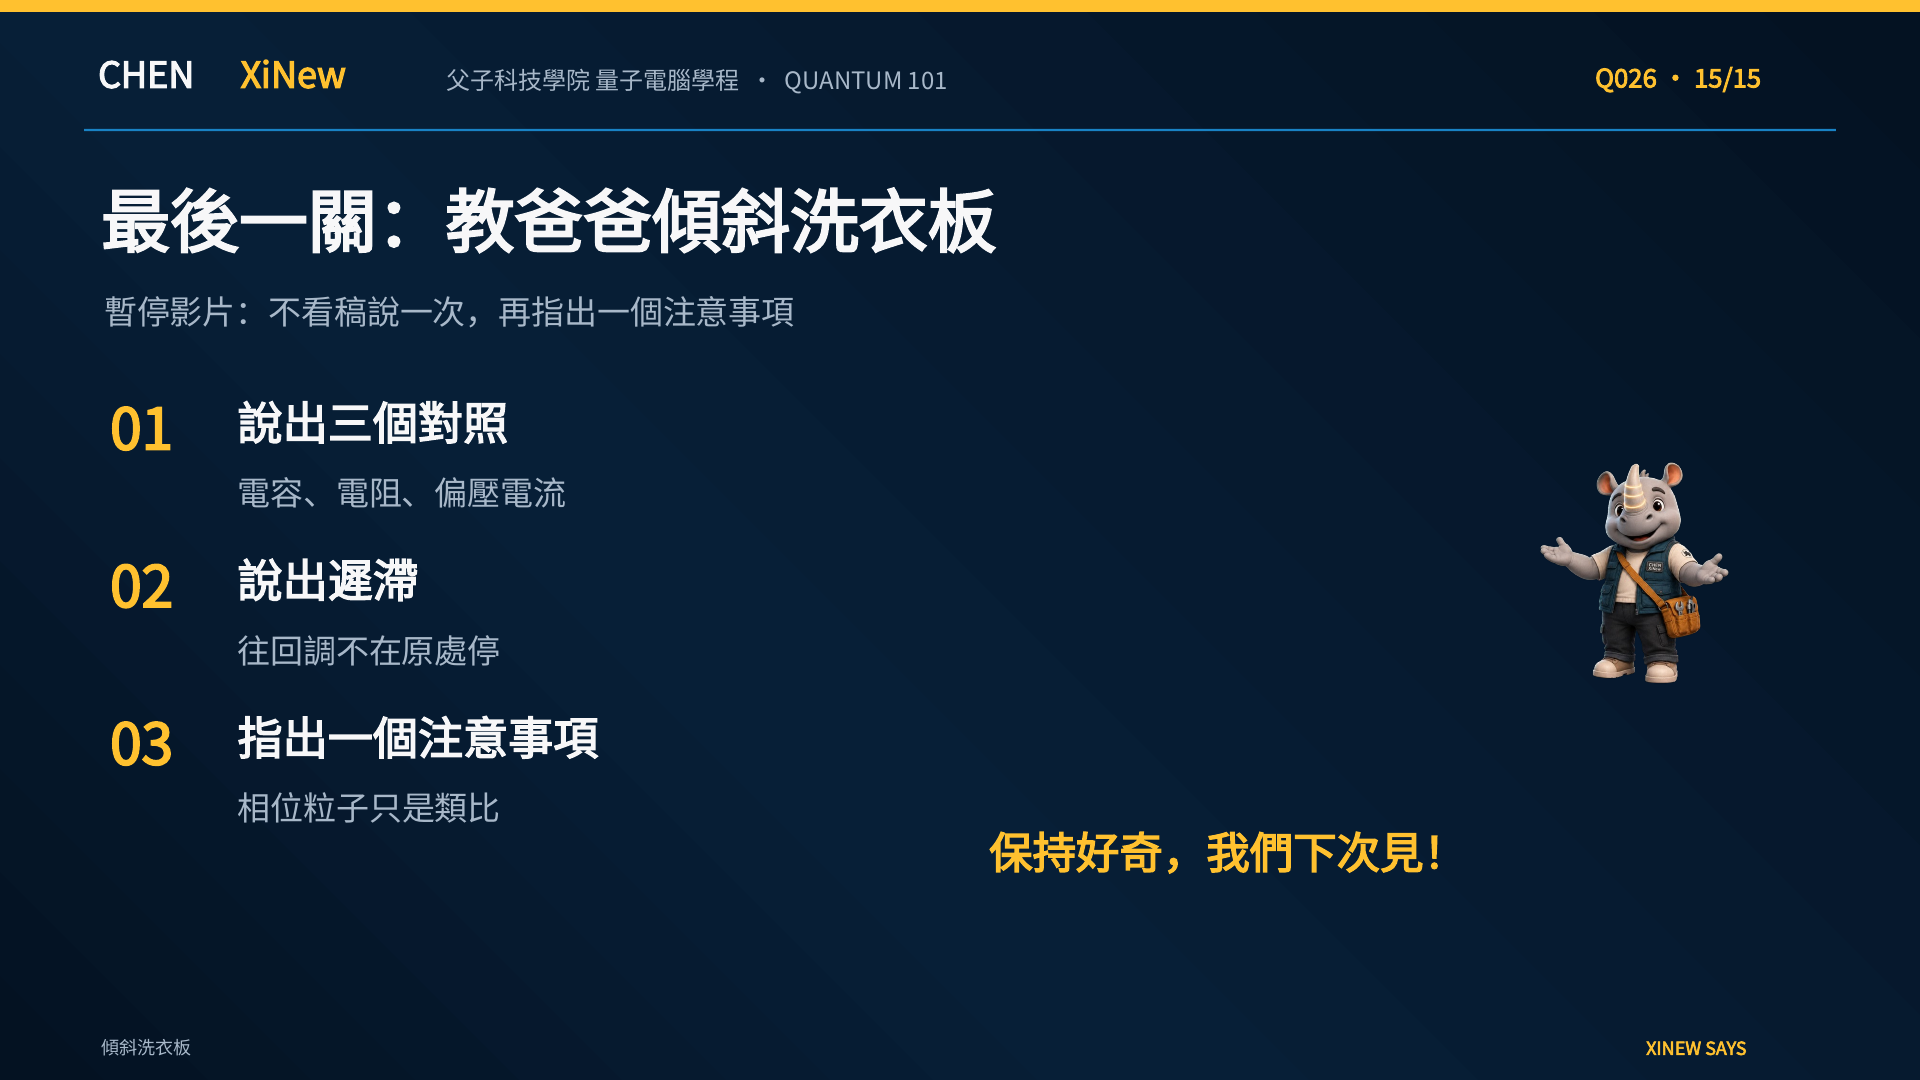 CHEN XiNew 父子科技學院 量子電腦學程 · QUANTUM 101 Q026 · 15/15
最後一關：教爸爸傾斜洗衣板
暫停影片：不看稿說一次，再指出一個注意事項
01 說出三個對照
電容、電阻、偏壓電流
02 說出遲滯
往回調不在原處停
03 指出一個注意事項
相位粒子只是類比
保持好奇，我們下次見！
傾斜洗衣板 XINEW SAYS